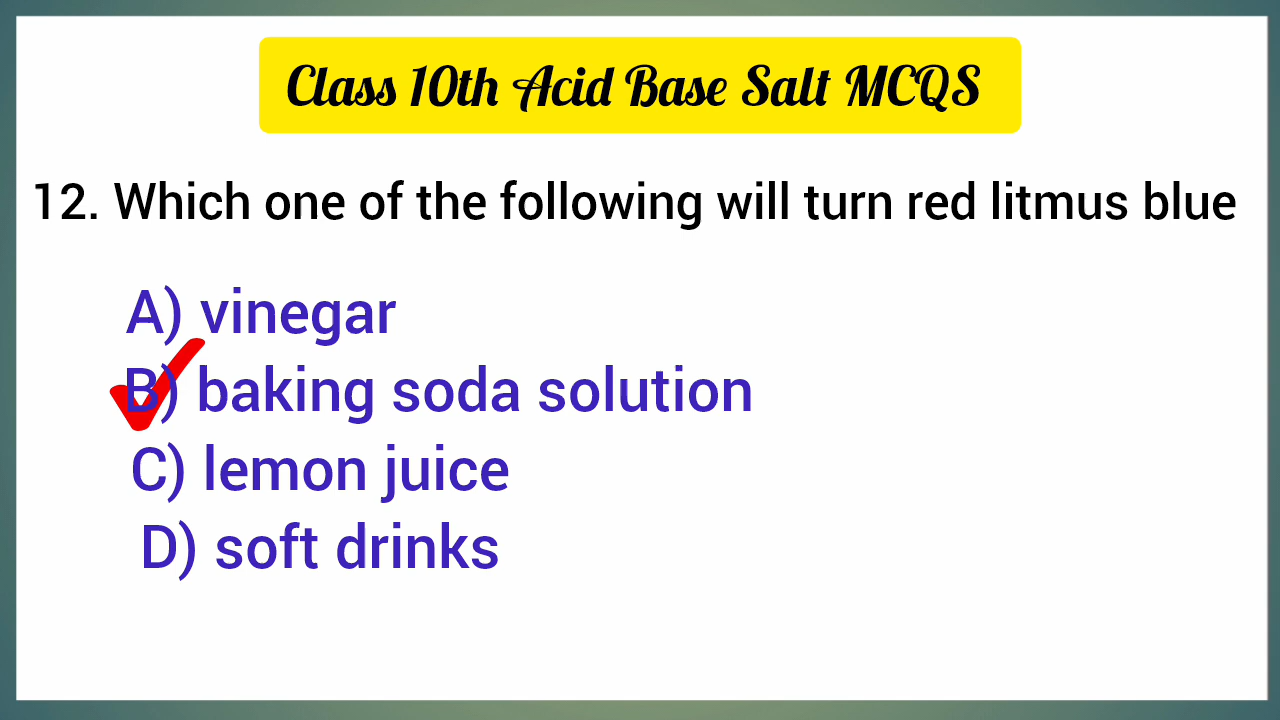 Class 10th Acid Base Salt MCQS
12. Which one of the following will turn red litmus blue
A) vinegar
B) baking soda solution
C) lemon juice
D) soft drinks